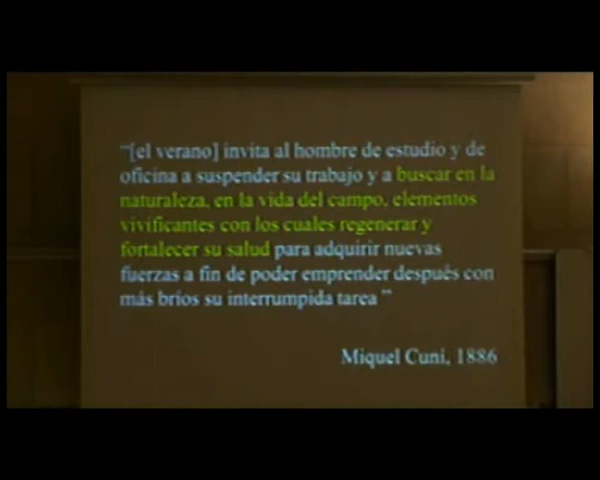 “[el verano] invita al hombre de estudio y de
oficina a suspender su trabajo y a buscar en la
naturaleza, en la vida del campo, elementos
vivificantes con los cuales regenerar y
fortalecer su salud para adquirir nuevas
fuerzas a fin de poder emprender después con
más bríos su interrumpida tarea ”
Miquel Cuní, 1886